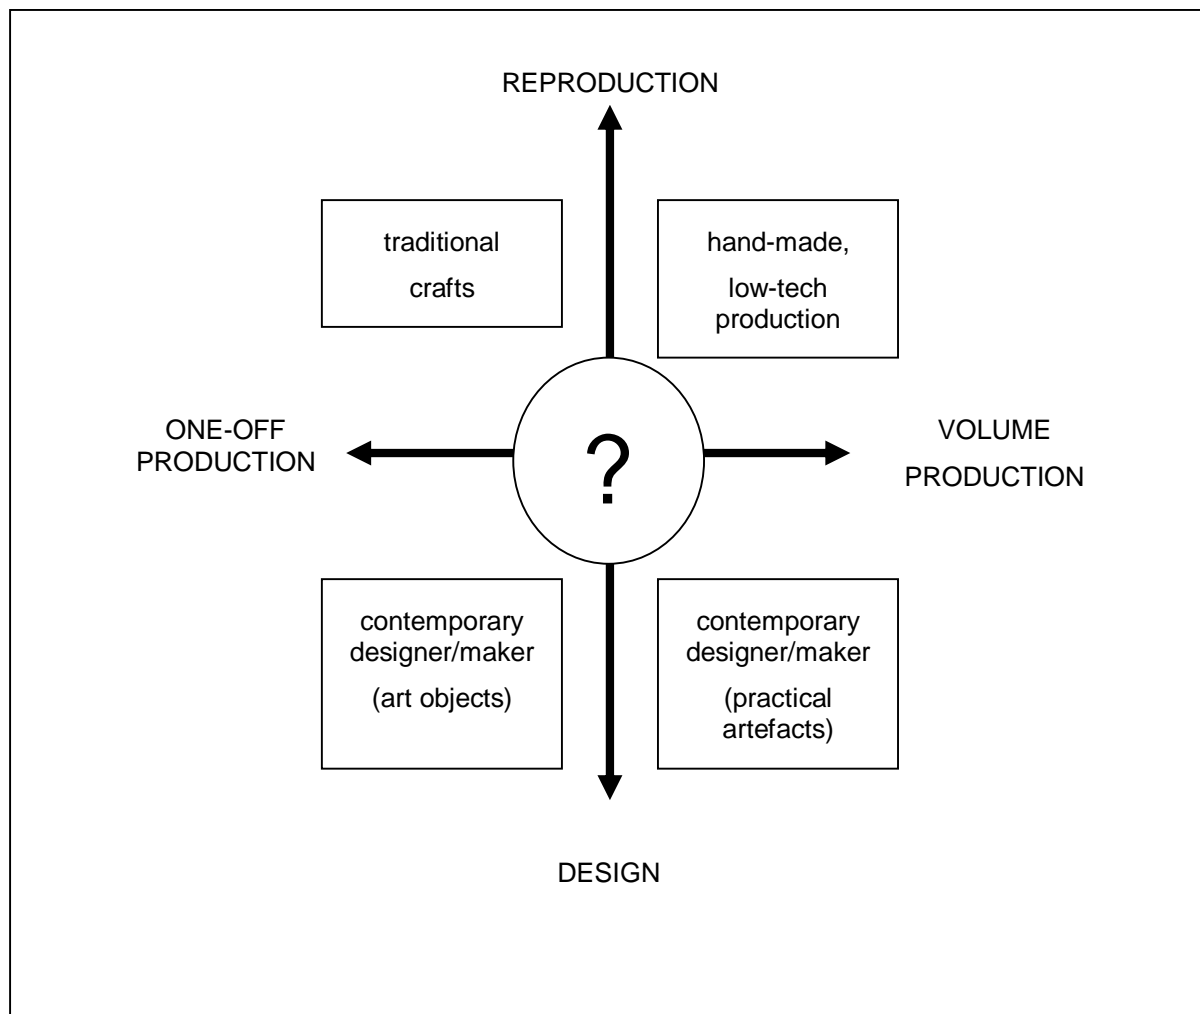 REPRODUCTION
traditional
crafts
hand-made,
low-tech
production
ONE-OFF
PRODUCTION
?
VOLUME
PRODUCTION
contemporary
designer/maker
(art objects)
contemporary
designer/maker
(practical
artefacts)
DESIGN